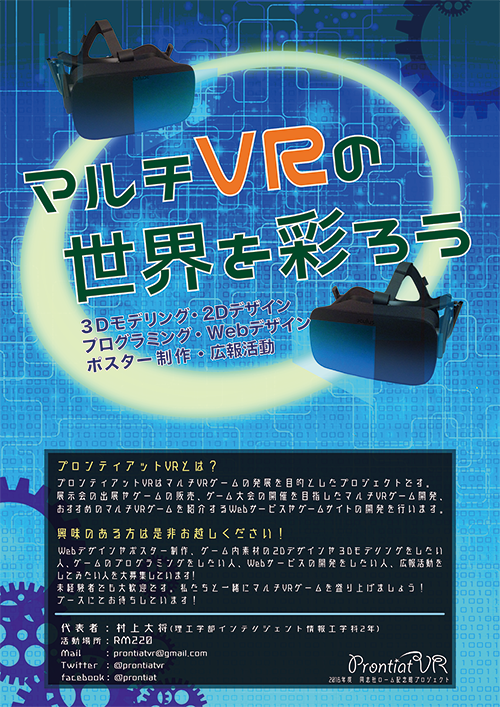 マルチVRの
世界を彩ろう
3Dモデリング・2Dデザイン
プログラミング・Webデザイン
ポスター制作・広報活動
プロンティアットVRとは?
プロンティアットVRはマルチVRゲームの発展を目的としたプロジェクトです。
展示会の出展やゲームの販売、ゲーム大会の開催を目指したマルチVRゲーム開発、
おすすめのマルチVRゲームを紹介するWebサービスやゲームサイトの開発を行います。
興味のある方は是非お越しください!
Webデザインやポスター制作、ゲーム内素材の2Dデザインや3Dモデリングをしたい
人、ゲームのプログラミングをしたい人、Webサービスの開発をしたい人、広報活動を
してみたい人を大募集しています!
未経験者でも大歓迎です。私たちと一緒にマルチVRゲームを盛り上げましょう!
ブースにてお待ちしています!
代表者:村上大将(理工学部インテリジェント情報工学科2年)
活動場所:RM220
Mail : prontiatvr@gmail.com
Twitter : @prontiatvr
facebook : @prontiat
Prontiat VR
2016年度 同志社ローム記念館プロジェクト